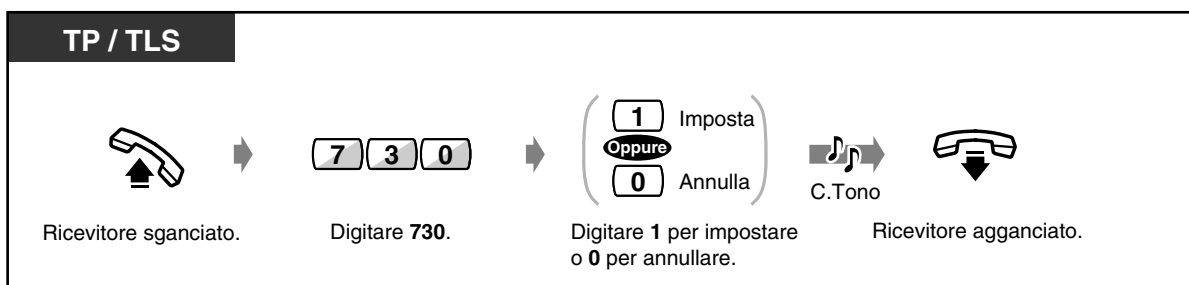 TP / TLS
7 3 0
1 Imposta
Oppure
0 Annulla
C.Tono
Ricevitore sganciato.
Digitare 730.
Digitare 1 per impostare
o 0 per annullare.
Ricevitore agganciato.